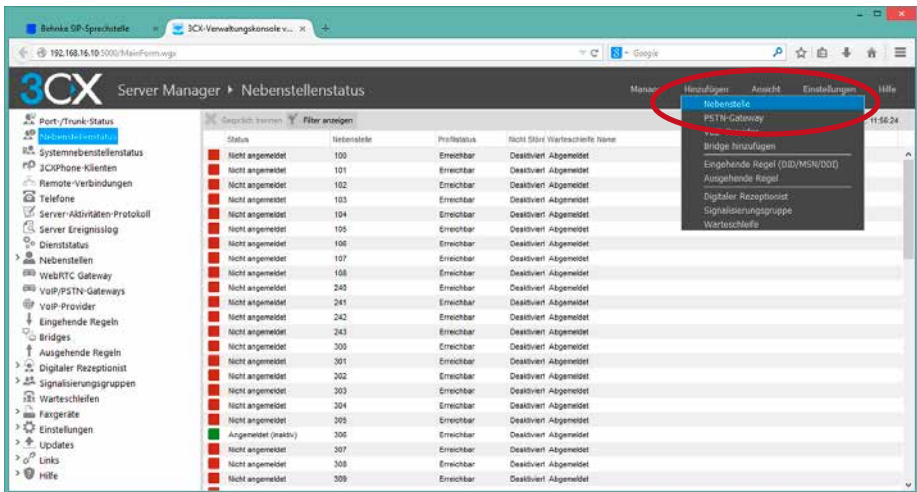 Behnke SIP-Sprechstelle
3CX-Verwaltungskonsole v...
192.168.16.10:5000/MainForm.wgx
Google
3CX Server Manager Nebenstellenstatus
Hinzufügen Ansicht Einstellungen Hilfe
Nebenstelle
PSTN-Gateway
Bridge hinzufügen
Eingehende Regel (DID/MSN/DDI)
Ausgehende Regel
Digitaler Rezeptionist
Signalisierungsgruppe
Warteschleife
11:56:24
Port-/Trunk-Status
Nebenstellenstatus
Systemnebenstellenstatus
3CXPhone-Klienten
Remote-Verbindungen
Telefone
Server-Aktivitäten-Protokoll
Server Ereignislog
Dienststatus
Nebenstellen
WebRTC Gateway
VoIP/PSTN-Gateways
VoIP-Provider
Eingehende Regeln
Bridges
Ausgehende Regeln
Digitaler Rezeptionist
Signalisierungsgruppen
Warteschleifen
Faxgeräte
Einstellungen
Updates
Links
Hilfe
Gespräch trennen Filter anzeigen
Status Nebenstelle Profilstatus Nicht Störe Warteschleife Name
Nicht angemeldet 100 Erreichbar Deaktiviert Abgemeldet
Nicht angemeldet 101 Erreichbar Deaktiviert Abgemeldet
Nicht angemeldet 102 Erreichbar Deaktiviert Abgemeldet
Nicht angemeldet 103 Erreichbar Deaktiviert Abgemeldet
Nicht angemeldet 104 Erreichbar Deaktiviert Abgemeldet
Nicht angemeldet 105 Erreichbar Deaktiviert Abgemeldet
Nicht angemeldet 106 Erreichbar Deaktiviert Abgemeldet
Nicht angemeldet 107 Erreichbar Deaktiviert Abgemeldet
Nicht angemeldet 108 Erreichbar Deaktiviert Abgemeldet
Nicht angemeldet 240 Erreichbar Deaktiviert Abgemeldet
Nicht angemeldet 241 Erreichbar Deaktiviert Abgemeldet
Nicht angemeldet 242 Erreichbar Deaktiviert Abgemeldet
Nicht angemeldet 243 Erreichbar Deaktiviert Abgemeldet
Nicht angemeldet 300 Erreichbar Deaktiviert Abgemeldet
Nicht angemeldet 301 Erreichbar Deaktiviert Abgemeldet
Nicht angemeldet 302 Erreichbar Deaktiviert Abgemeldet
Nicht angemeldet 303 Erreichbar Deaktiviert Abgemeldet
Nicht angemeldet 304 Erreichbar Deaktiviert Abgemeldet
Nicht angemeldet 305 Erreichbar Deaktiviert Abgemeldet
Angemeldet (inaktiv) 306 Erreichbar Deaktiviert Abgemeldet
Nicht angemeldet 307 Erreichbar Deaktiviert Abgemeldet
Nicht angemeldet 308 Erreichbar Deaktiviert Abgemeldet
Nicht angemeldet 309 Erreichbar Deaktiviert Abgemeldet